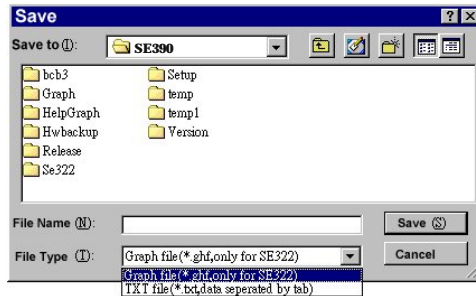 Save
Save to (I):
SE390
bcb3
Setup
Graph
temp
HelpGraph
temp1
Hwbackup
Version
Release
Se322
File Name (N):
Save (S)
File Type (T):
Graph file(*.ghf,only for SE322)
Cancel
Graph file(*.ghf,only for SE322)
TXT file(*.txt,data seperated by tab)